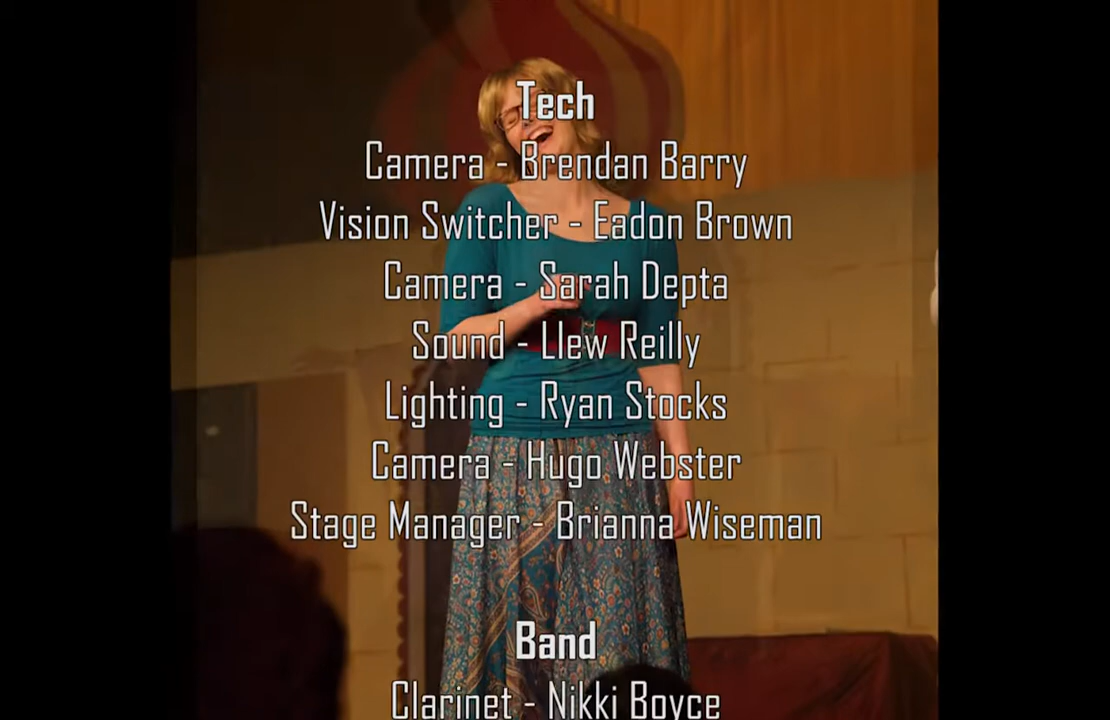 Tech
Camera - Brendan Barry
Vision Switcher - Eadon Brown
Camera - Sarah Depta
Sound - Llew Reilly
Lighting - Ryan Stocks
Camera - Hugo Webster
Stage Manager - Brianna Wiseman
Band
Clarinet - Nikki Boyce